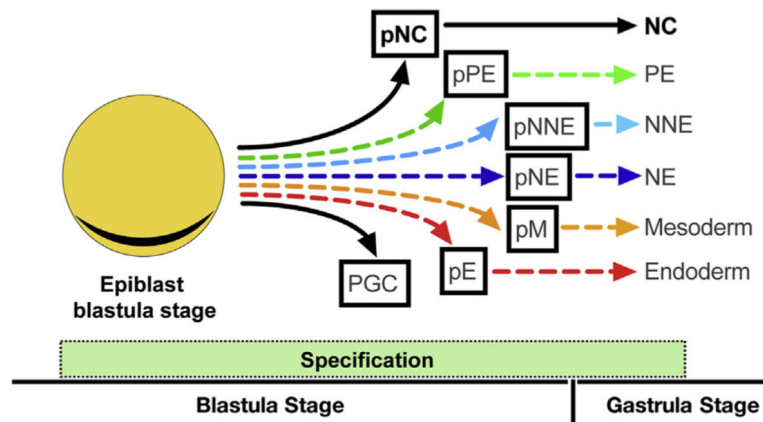 pNC
NC
pPE
PE
pNNE
NNE
pNE
NE
pM
Mesoderm
pE
Endoderm
PGC
Epiblast
blastula stage
Specification
Blastula Stage
Gastrula Stage